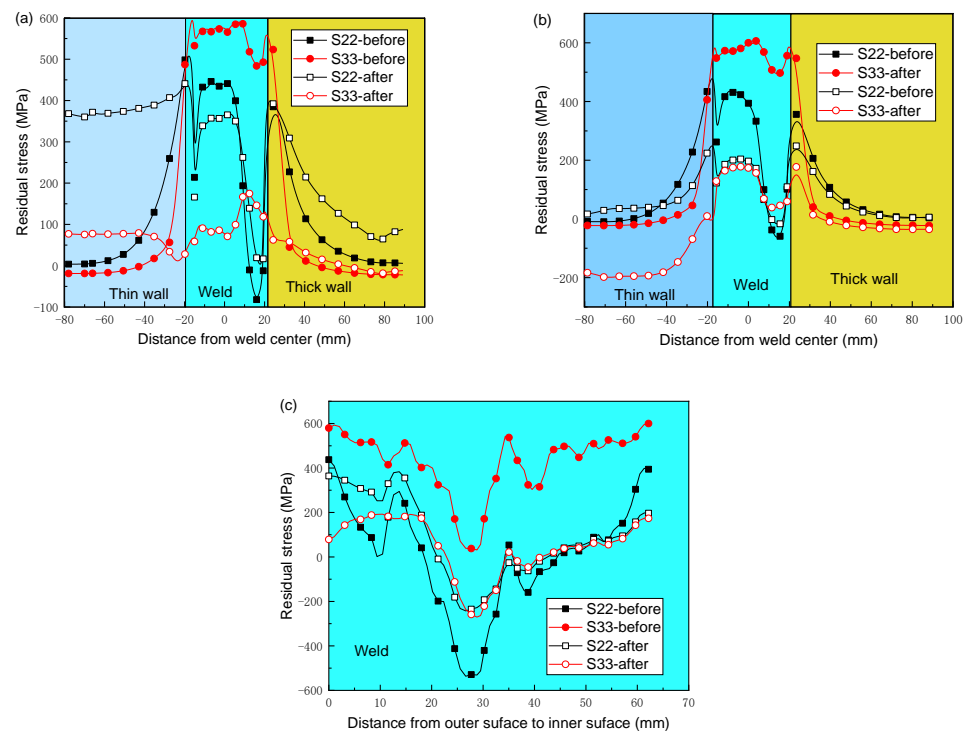 (a)
600
500
400
300
200
100
0
−100
Residual stress (MPa)
S22-before
S33-before
S22-after
S33-after
Thin wall
Weld
Thick wall
−80 −60 −40 −20 0 20 40 60 80 100
Distance from weld center (mm)
(b)
600
400
200
0
−200
Residual stress (MPa)
S22-before
S33-after
S22-before
S33-after
Thin wall
Weld
Thick wall
−80 −60 −40 −20 0 20 40 60 80 100
Distance from weld center (mm)
(c)
600
400
200
0
−200
−400
−600
Residual stress (MPa)
S22-before
S33-before
S22-after
S33-after
Weld
0 10 20 30 40 50 60 70
Distance from outer suface to inner suface (mm)